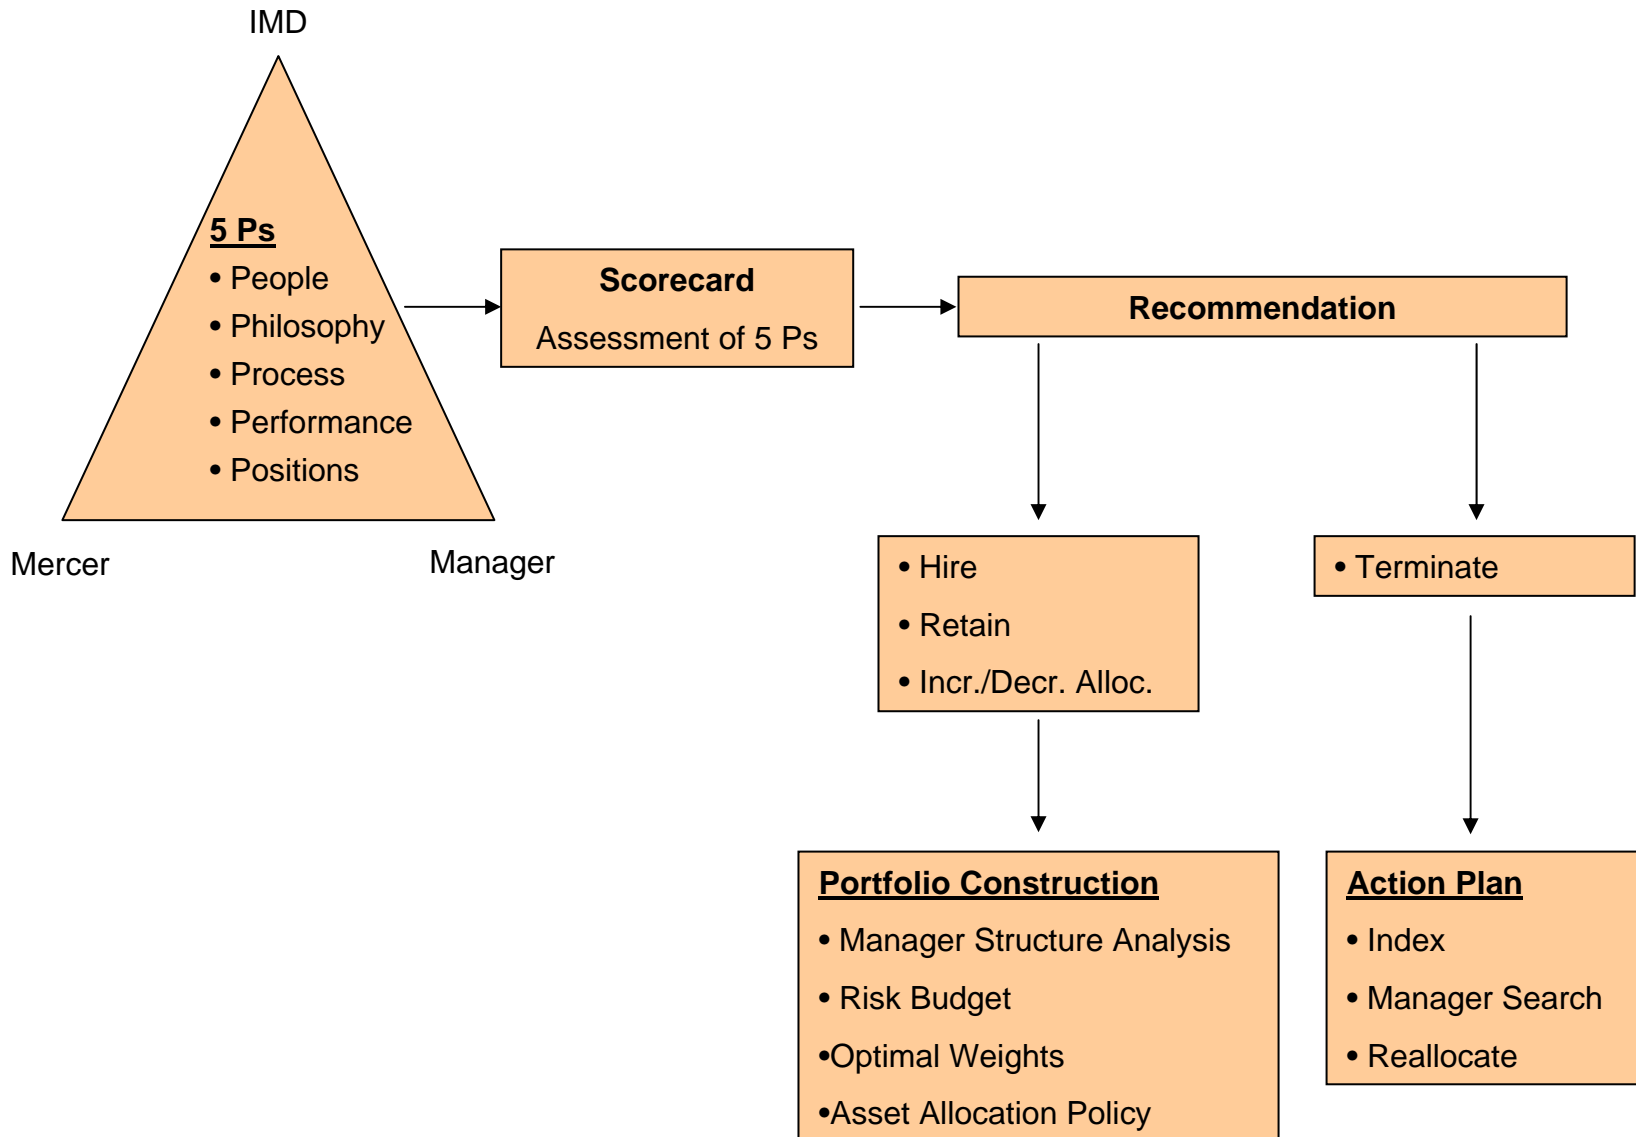 IMD
5 Ps
• People
• Philosophy
• Process
• Performance
• Positions
Mercer
Manager
Scorecard
Assessment of 5 Ps
Recommendation
• Hire
• Retain
• Incr./Decr. Alloc.
• Terminate
Portfolio Construction
• Manager Structure Analysis
• Risk Budget
•Optimal Weights
•Asset Allocation Policy
Action Plan
• Index
• Manager Search
• Reallocate